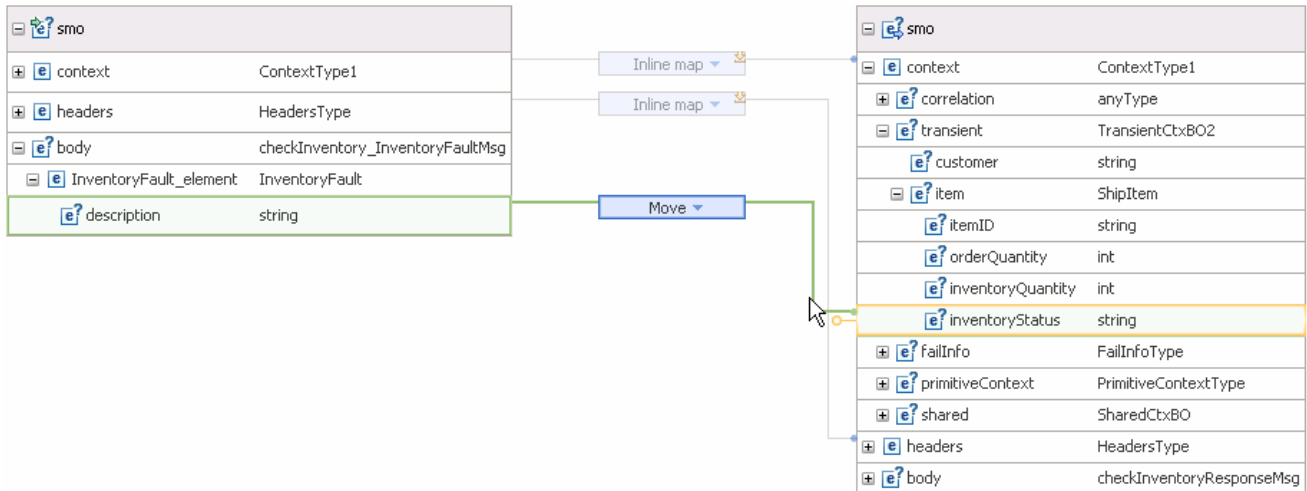 smo
context ContextType1
headers HeadersType
body checkInventory_InventoryFaultMsg
InventoryFault_element InventoryFault
description string
Inline map
Inline map
Move
smo
context ContextType1
correlation anyType
transient TransientCtxBO2
customer string
item ShipItem
itemID string
orderQuantity int
inventoryQuantity int
inventoryStatus string
failInfo FailInfoType
primitiveContext PrimitiveContextType
shared SharedCtxBO
headers HeadersType
body checkInventoryResponseMsg